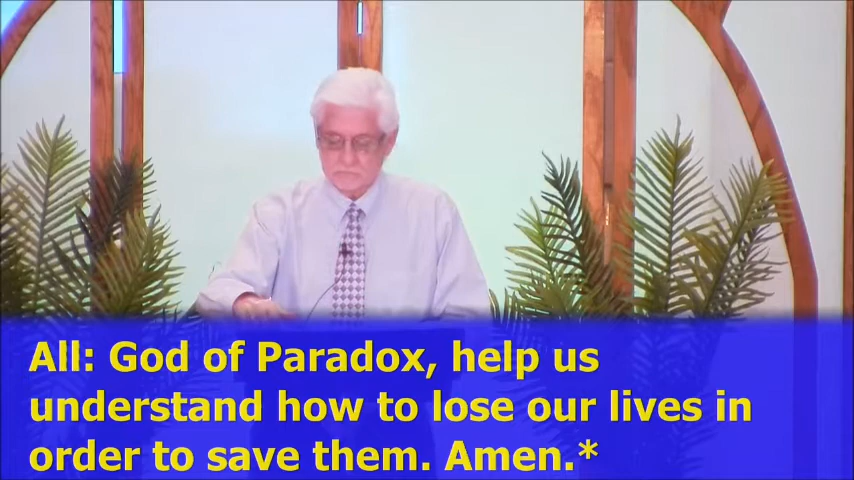 All: God of Paradox, help us
understand how to lose our lives in
order to save them. Amen.*